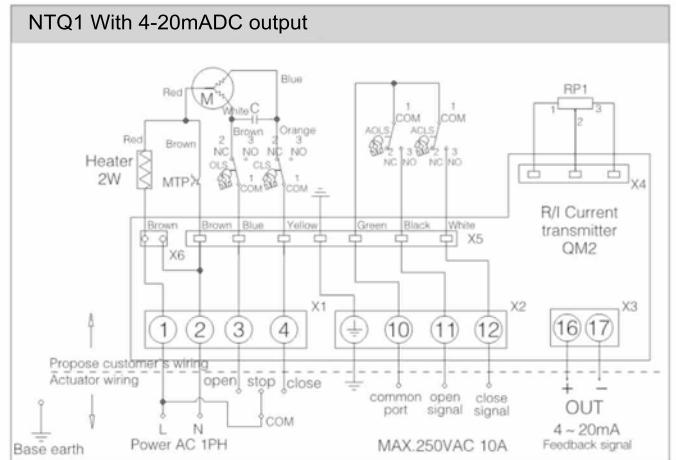 NTQ1 With 4-20mADC output
Blue
Red
M
White C
RP1
1 3
2
1
COM
1
COM
AOLS
ACLS
2 3
NC NO
2 3
NC NO
Red
Brown
Brown
Orange
2 3
NC NO
2 3
NC NO
Heater
2W
MTP
OLS
CLS
1
COM
1
COM
X4
R/I Current
transmitter
QM2
Brown
Brown
Blue
Yellow
Green
Black
White
X6
X5
X1
X2
X3
1 2 3 4
10 11 12
16 17
Propose customer's wiring
Actuator wiring
open stop close
COM
L N
Power AC 1PH
Base earth
common
port
open
signal
close
signal
MAX.250VAC 10A
+ −
OUT
4 ~ 20mA
Feedback signal